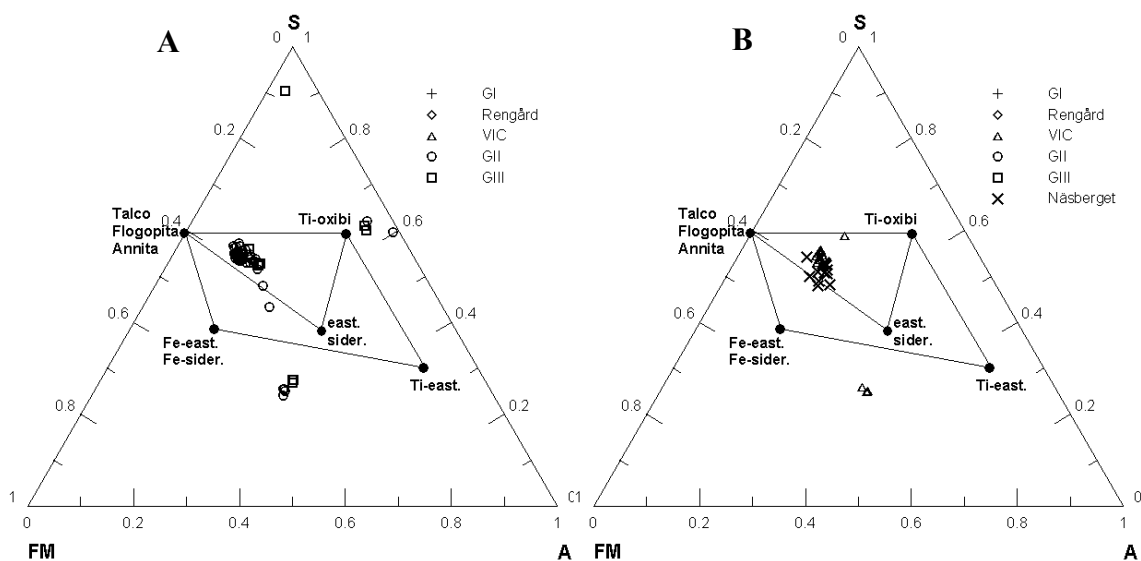 A
S
0 1
GI
Rengård
VIC
GII
GIII
0.2
0.8
Talco
Flogopita
Annita
0.4
Ti-oxibi
0.6
0.6
Fe-east.
Fe-sider.
east.
sider.
0.4
Ti-east.
0.8
0.2
1
0
0
0.2
0.4
0.6
0.8
1
FM
A
B
S
0 1
GI
Rengård
VIC
GII
GIII
Näsberget
0.2
0.8
Talco
Flogopita
Annita
0.4
Ti-oxibi
0.6
0.6
Fe-east.
Fe-sider.
east.
sider.
0.4
Ti-east.
0.8
0.2
1
0
0
0.2
0.4
0.6
0.8
1
FM
A